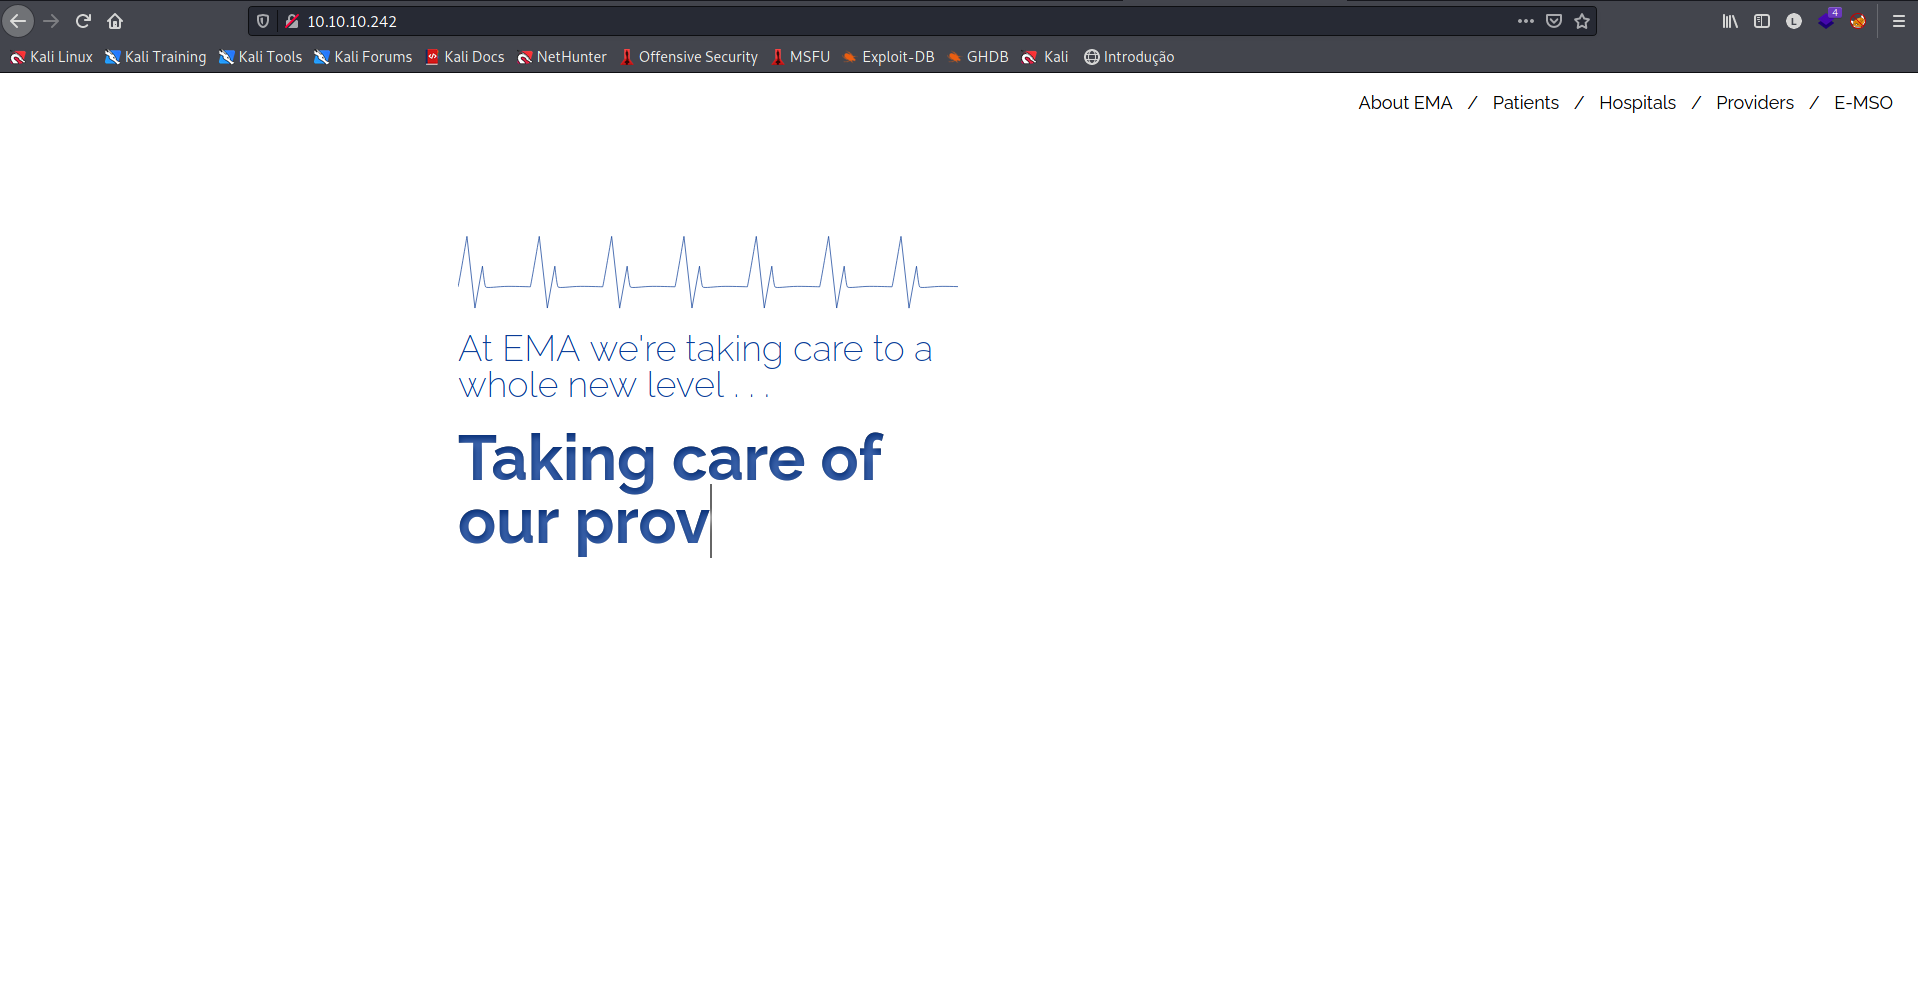 10.10.10.242
4
Kali Linux Kali Training Kali Tools Kali Forums Kali Docs NetHunter Offensive Security MSFU Exploit-DB GHDB Kali Introdução
About EMA / Patients / Hospitals / Providers / E-MSO
At EMA we're taking care to a
whole new level . . .
Taking care of
our prov